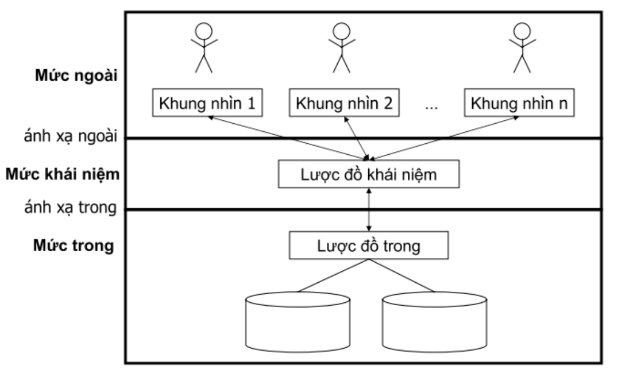 Mức ngoài
Khung nhìn 1
Khung nhìn 2
...
Khung nhìn n
ánh xạ ngoài
Mức khái niệm
Lược đồ khái niệm
ánh xạ trong
Mức trong
Lược đồ trong